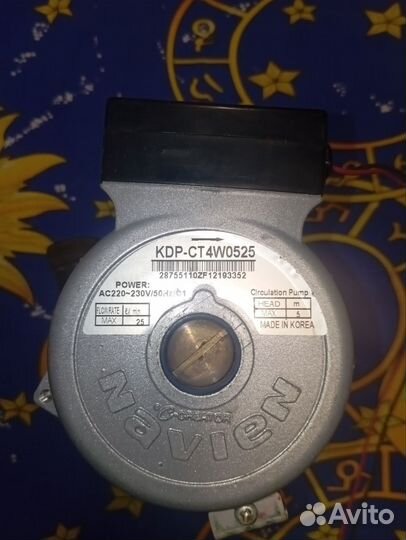 KDP-CT4W0525
28755110ZF12193352
POWER:
AC220~230V/50Hz/
Circulation Pump
FLOW RATE ℓ/min
MAX 25
HEAD m
MAX 5
MADE IN KOREA
NAVIEN
Avito